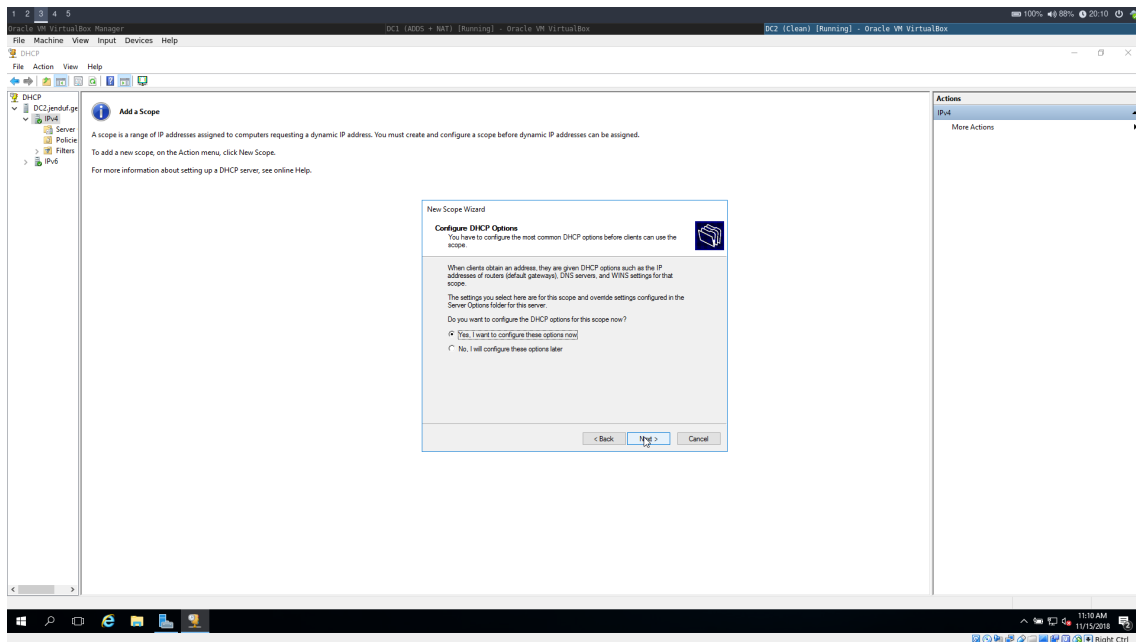 1 2 3 4 5
100% 88% 20:10
Oracle VM VirtualBox Manager
DC1 (ADDS + NAT) [Running] - Oracle VM VirtualBox
DC2 (Clean) [Running] - Oracle VM VirtualBox
File Machine View Input Devices Help
DHCP
File Action View Help
DHCP
DC2.jenduf.ge
IPv4
Server
Policie
Filters
IPv6
Add a Scope
A scope is a range of IP addresses assigned to computers requesting a dynamic IP address. You must create and configure a scope before dynamic IP addresses can be assigned.
To add a new scope, on the Action menu, click New Scope.
For more information about setting up a DHCP server, see online Help.
Actions
IPv4
More Actions
New Scope Wizard
Configure DHCP Options
You have to configure the most common DHCP options before clients can use the
scope.
When clients obtain an address, they are given DHCP options such as the IP
addresses of routers (default gateways), DNS servers, and WINS settings for that
scope.
The settings you select here are for this scope and override settings configured in the
Server Options folder for this server.
Do you want to configure the DHCP options for this scope now?
Yes, I want to configure these options now
No, I will configure these options later
< Back Next > Cancel
11:10 AM
11/15/2018
Right Ctrl